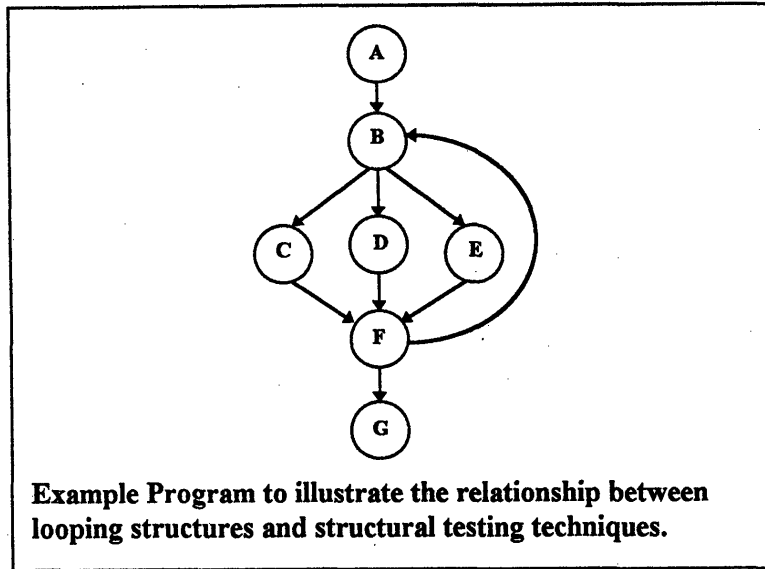 A
B
C D E
F
G
Example Program to illustrate the relationship between
looping structures and structural testing techniques.